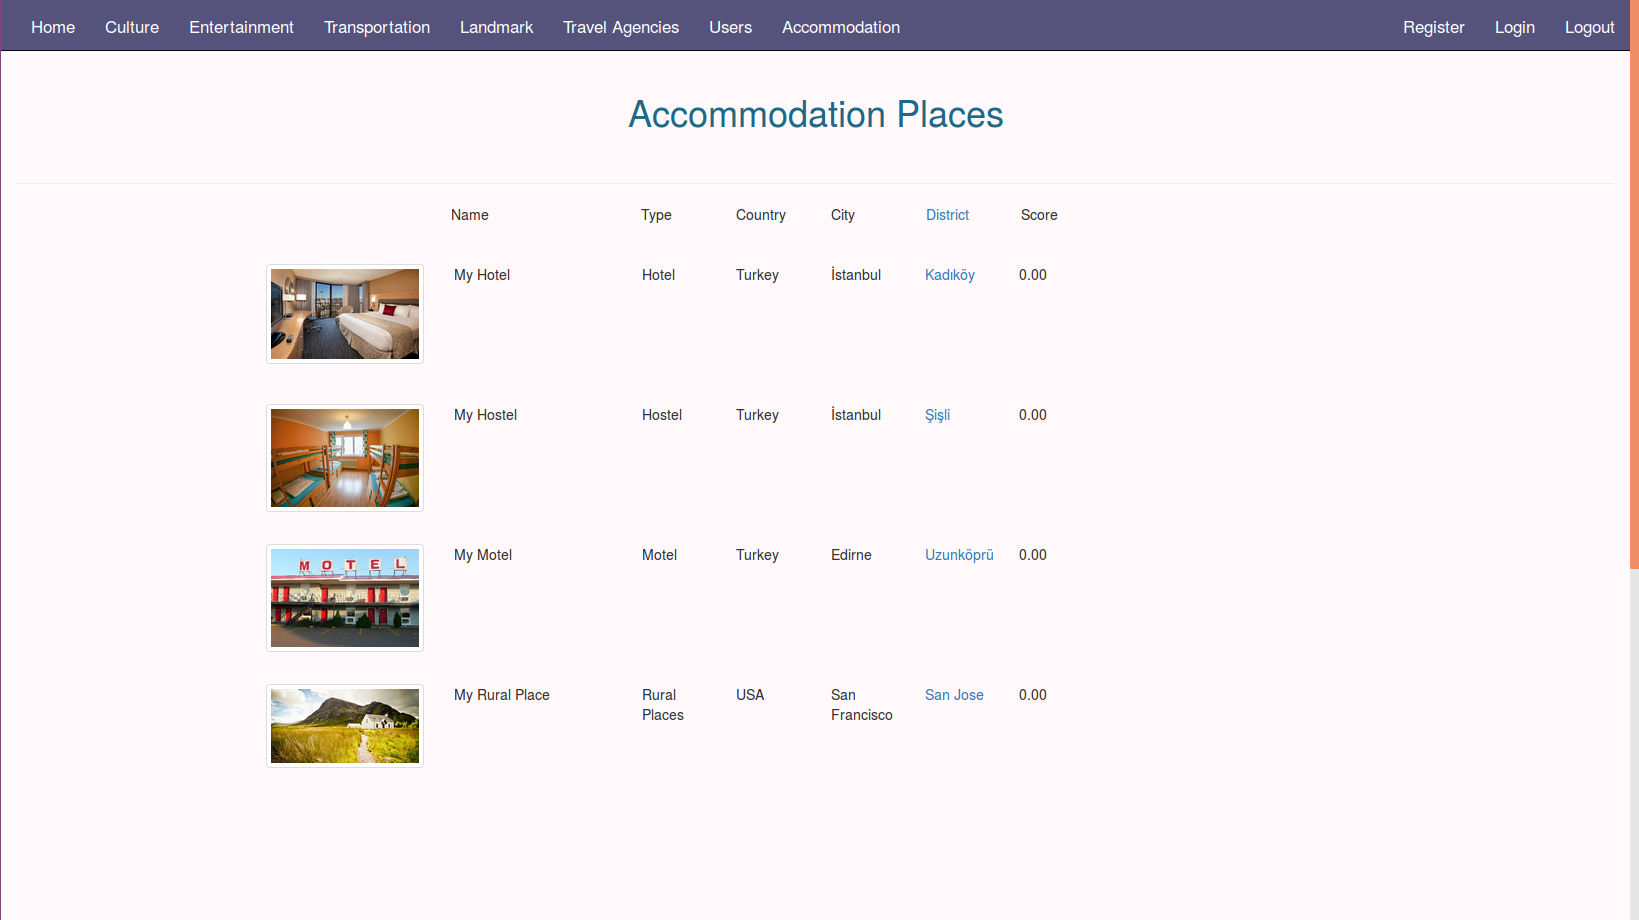 Home Culture Entertainment Transportation Landmark Travel Agencies Users Accommodation Register Login Logout
Accommodation Places
Name Type Country City District Score
My Hotel Hotel Turkey İstanbul Kadıköy 0.00
My Hostel Hostel Turkey İstanbul Şişli 0.00
MOTEL
My Motel Motel Turkey Edirne Uzunköprü 0.00
My Rural Place Rural Places USA San Francisco San Jose 0.00